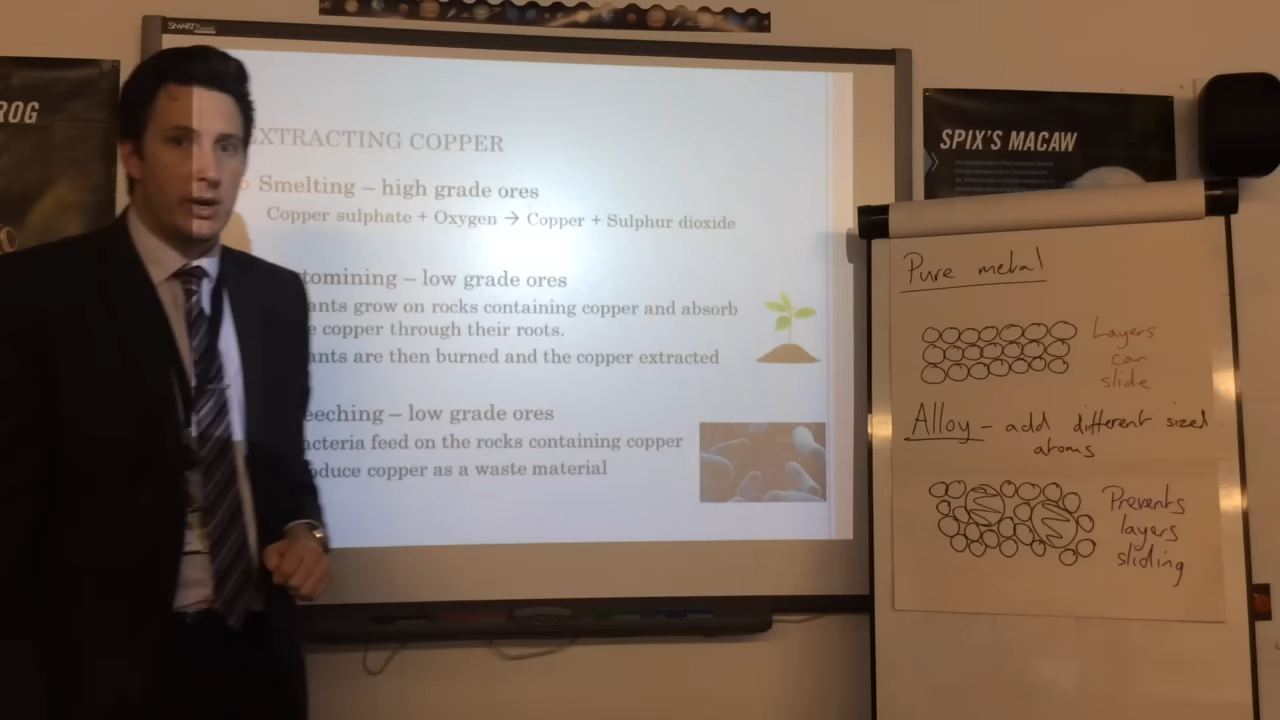 SMART
ROG
EXTRACTING COPPER
Smelting – high grade ores
Copper sulphate + Oxygen → Copper + Sulphur dioxide
tomining – low grade ores
ants grow on rocks containing copper and absorb
e copper through their roots.
ants are then burned and the copper extracted
eeching – low grade ores
acteria feed on the rocks containing copper
oduce copper as a waste material
SPIX'S MACAW
Pure metal
Layers
can
slide
Alloy – add different sized
atoms
Prevents
layers
sliding